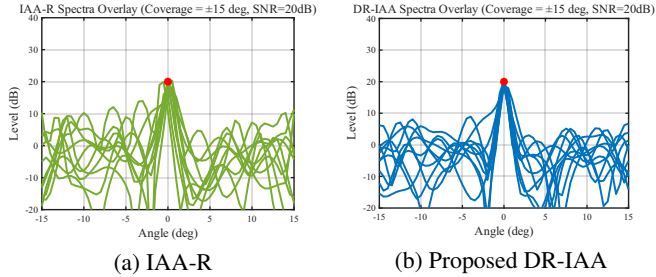 IAA-R Spectra Overlay (Coverage = ±15 deg, SNR=20dB)
40
30
20
10
0
-10
-20
Level (dB)
-15 -10 -5 0 5 10 15
Angle (deg)
(a) IAA-R
DR-IAA Spectra Overlay (Coverage = ±15 deg, SNR=20dB)
40
30
20
10
0
-10
-20
Level (dB)
-15 -10 -5 0 5 10 15
Angle (deg)
(b) Proposed DR-IAA